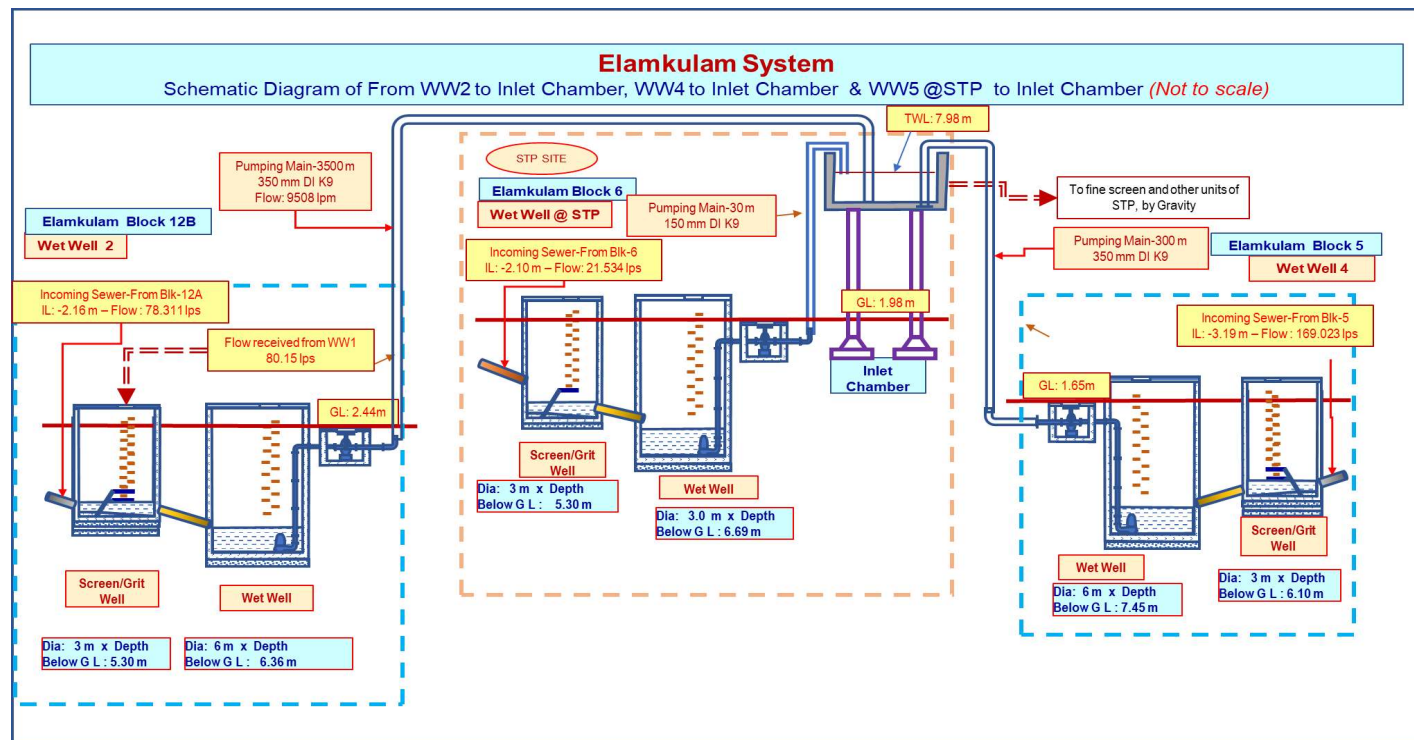 Elamkulam System
Schematic Diagram of From WW2 to Inlet Chamber, WW4 to Inlet Chamber & WW5 @STP to Inlet Chamber (Not to scale)
TWL: 7.98 m
STP SITE
Pumping Main-3500 m
350 mm DI K9
Flow: 9508 lpm
Elamkulam Block 6
Wet Well @ STP
Pumping Main-30 m
150 mm DI K9
To fine screen and other units of
STP, by Gravity
Elamkulam Block 12B
Wet Well 2
Pumping Main-300 m
350 mm DI K9
Elamkulam Block 5
Wet Well 4
Incoming Sewer-From Blk-6
IL: -2.10 m – Flow: 21.534 lps
Incoming Sewer-From Blk-12A
IL: -2.16 m – Flow : 78.311 lps
GL: 1.98 m
Incoming Sewer-From Blk-5
IL: -3.19 m – Flow : 169.023 lps
Flow received from WW1
80.15 lps
Inlet
Chamber
GL: 1.65m
GL: 2.44m
Screen/Grit
Well
Dia: 3 m x Depth
Below G L : 5.30 m
Wet Well
Dia: 3.0 m x Depth
Below G L : 6.69 m
Screen/Grit
Well
Dia: 3 m x Depth
Below G L : 6.10 m
Wet Well
Dia: 6 m x Depth
Below G L : 7.45 m
Screen/Grit
Well
Wet Well
Dia: 3 m x Depth
Below G L : 5.30 m
Dia: 6 m x Depth
Below G L : 6.36 m